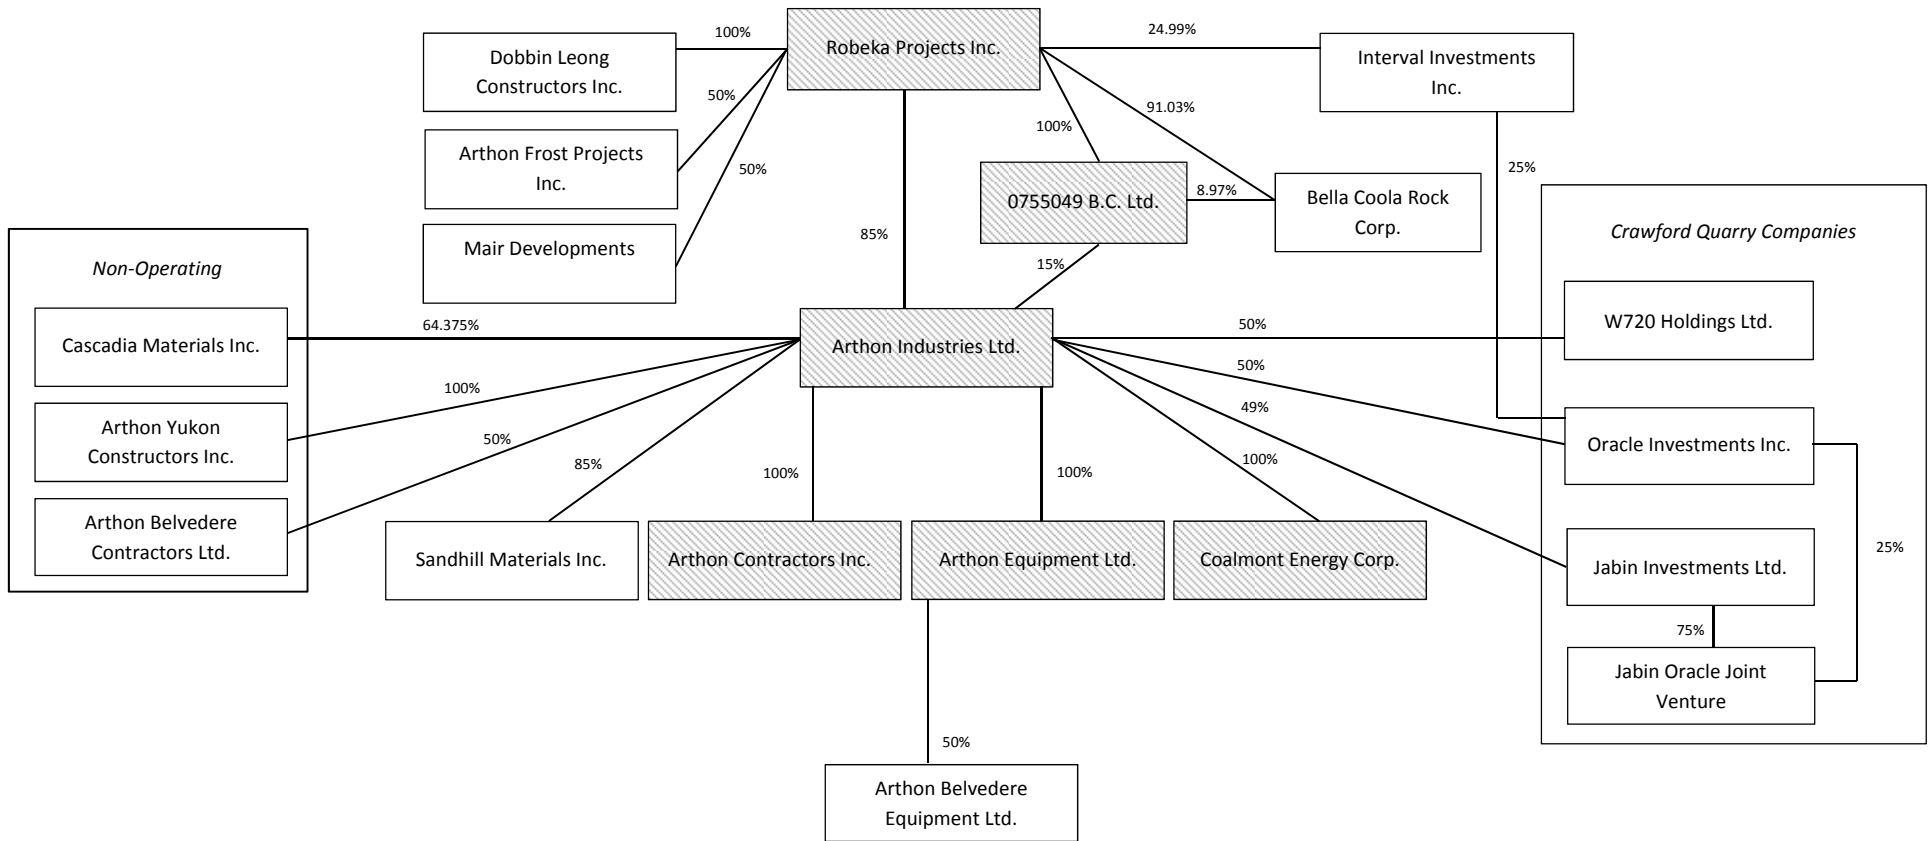 Robeka Projects Inc.
100%
24.99%
Dobbin Leong
Constructors Inc.
Interval Investments
Inc.
50%
91.03%
100%
Arthon Frost Projects
Inc.
50%
25%
0755049 B.C. Ltd.
8.97%
Bella Coola Rock
Corp.
Mair Developments
85%
15%
Non-Operating
Crawford Quarry Companies
Cascadia Materials Inc.
64.375%
Arthon Industries Ltd.
50%
W720 Holdings Ltd.
100%
50%
49%
Arthon Yukon
Constructors Inc.
50%
85%
100%
100%
100%
Oracle Investments Inc.
Arthon Belvedere
Contractors Ltd.
Sandhill Materials Inc.
Arthon Contractors Inc.
Arthon Equipment Ltd.
Coalmont Energy Corp.
Jabin Investments Ltd.
25%
75%
Jabin Oracle Joint
Venture
50%
Arthon Belvedere
Equipment Ltd.